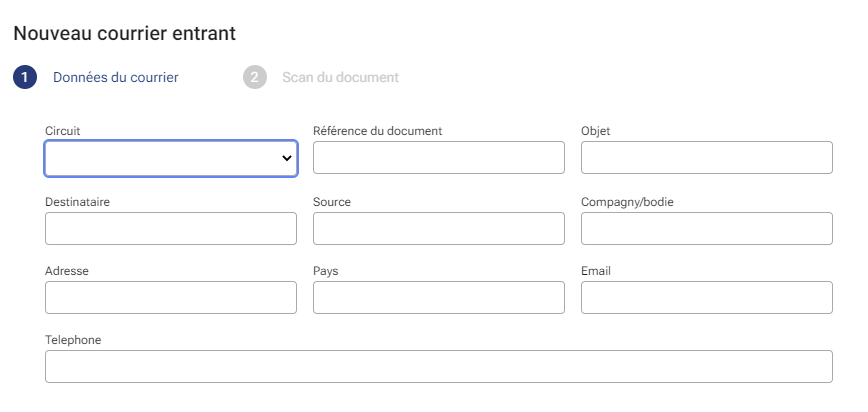 Nouveau courrier entrant
1 Données du courrier 2 Scan du document
Circuit Référence du document Objet
Destinataire Source Compagny/bodie
Adresse Pays Email
Telephone